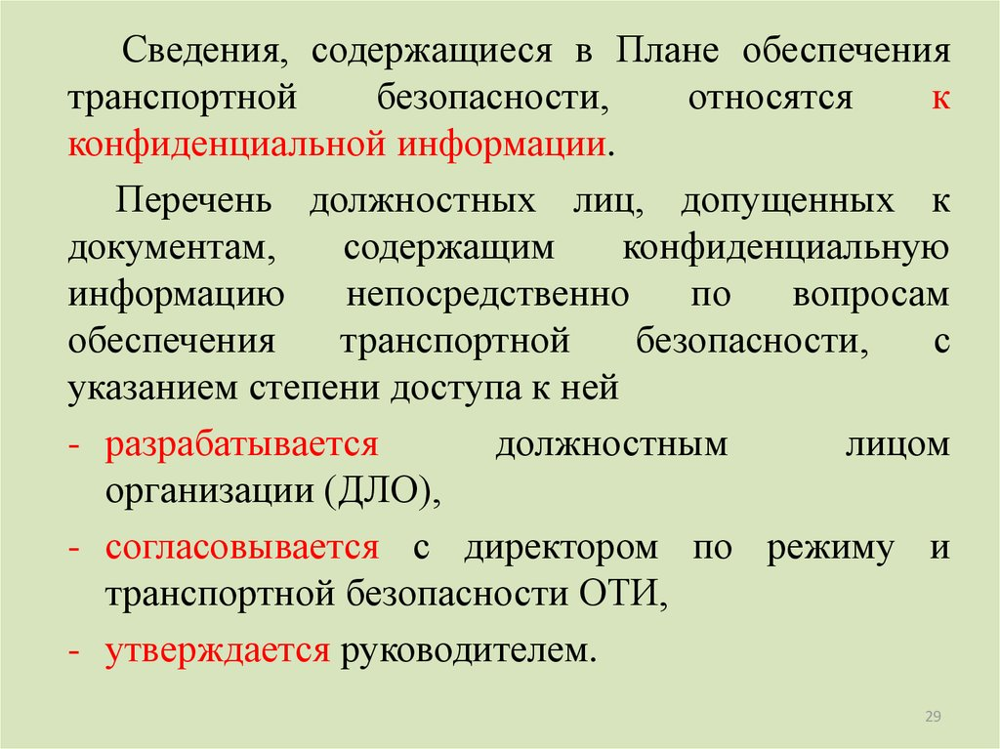 Сведения, содержащиеся в Плане обеспечения
транспортной безопасности, относятся к
конфиденциальной информации.
Перечень должностных лиц, допущенных к
документам, содержащим конфиденциальную
информацию непосредственно по вопросам
обеспечения транспортной безопасности, с
указанием степени доступа к ней
- разрабатывается должностным лицом
организации (ДЛО),
- согласовывается с директором по режиму и
транспортной безопасности ОТИ,
- утверждается руководителем.
29